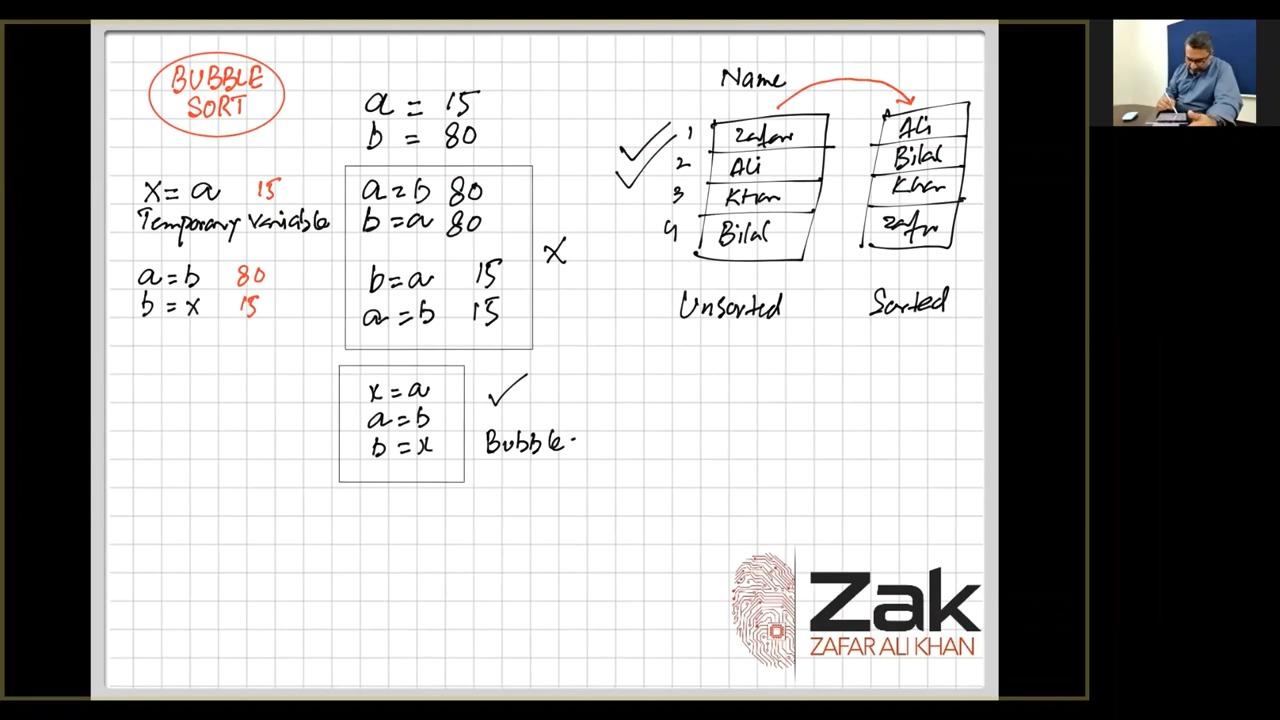 BUBBLE
SORT
a = 15
b = 80
x = a 15
Temporary variable
a = b 80
b = x 15
a = b 80
b = a 80
b = a 15
a = b 15
X
x = a
a = b
b = x
Bubble
Name
1 Zafar
2 Ali
3 Khan
4 Bilal
Unsorted
Ali
Bilal
Khan
Zafr
Sorted
Zak
ZAFAR ALI KHAN